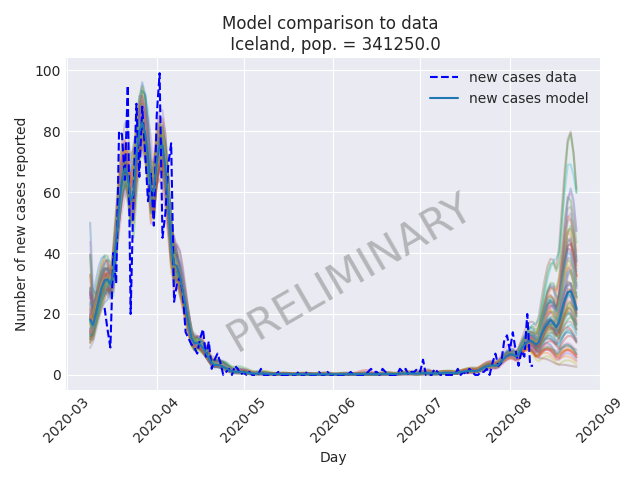 Model comparison to data
Iceland, pop. = 341250.0
new cases data
new cases model
100
80
60
40
20
0
Number of new cases reported
PRELIMINARY
2020-03
2020-04
2020-05
2020-06
2020-07
2020-08
2020-09
Day